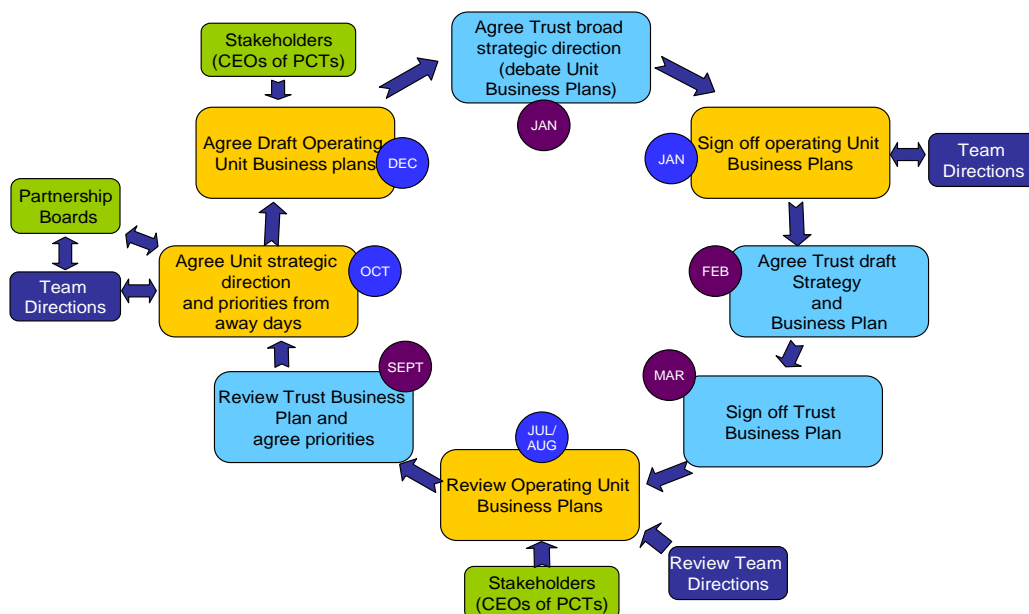 Stakeholders
(CEOs of PCTs)
Agree Trust broad
strategic direction
(debate Unit
Business Plans)
JAN
Agree Draft Operating
Unit Business plans
DEC
JAN
Sign off operating Unit
Business Plans
Team
Directions
Partnership
Boards
Team
Directions
Agree Unit strategic
direction
and priorities from
away days
OCT
FEB
Agree Trust draft
Strategy
and
Business Plan
SEPT
Review Trust Business
Plan and
agree priorities
MAR
Sign off Trust
Business Plan
JUL/
AUG
Review Operating Unit
Business Plans
Review Team
Directions
Stakeholders
(CEOs of PCTs)